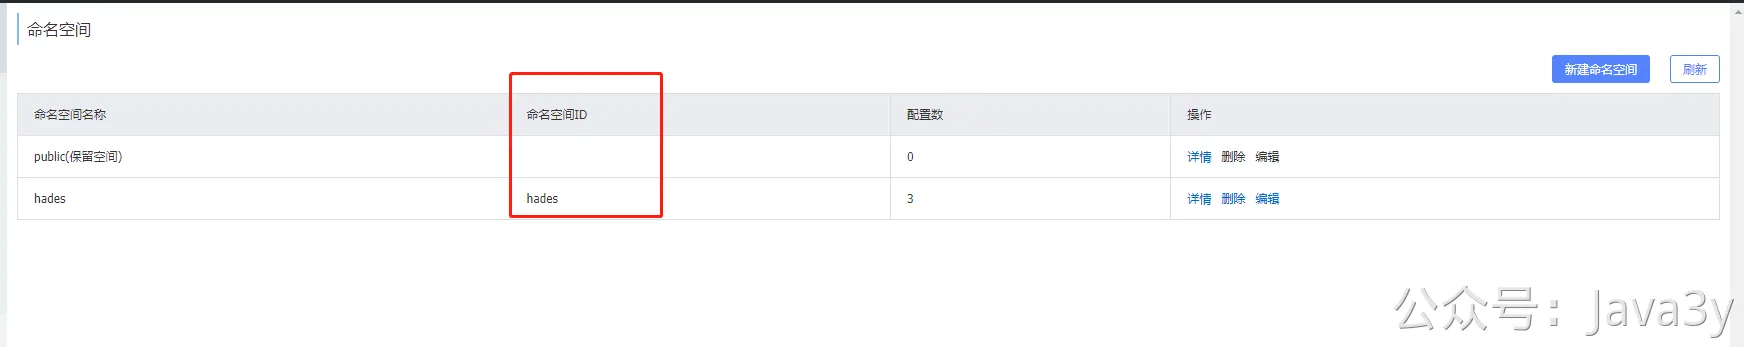 命名空间
新建命名空间 刷新
命名空间名称 命名空间ID 配置数 操作
public(保留空间) 0 详情 删除 编辑
hades hades 3 详情 删除 编辑
公众号：Java3y